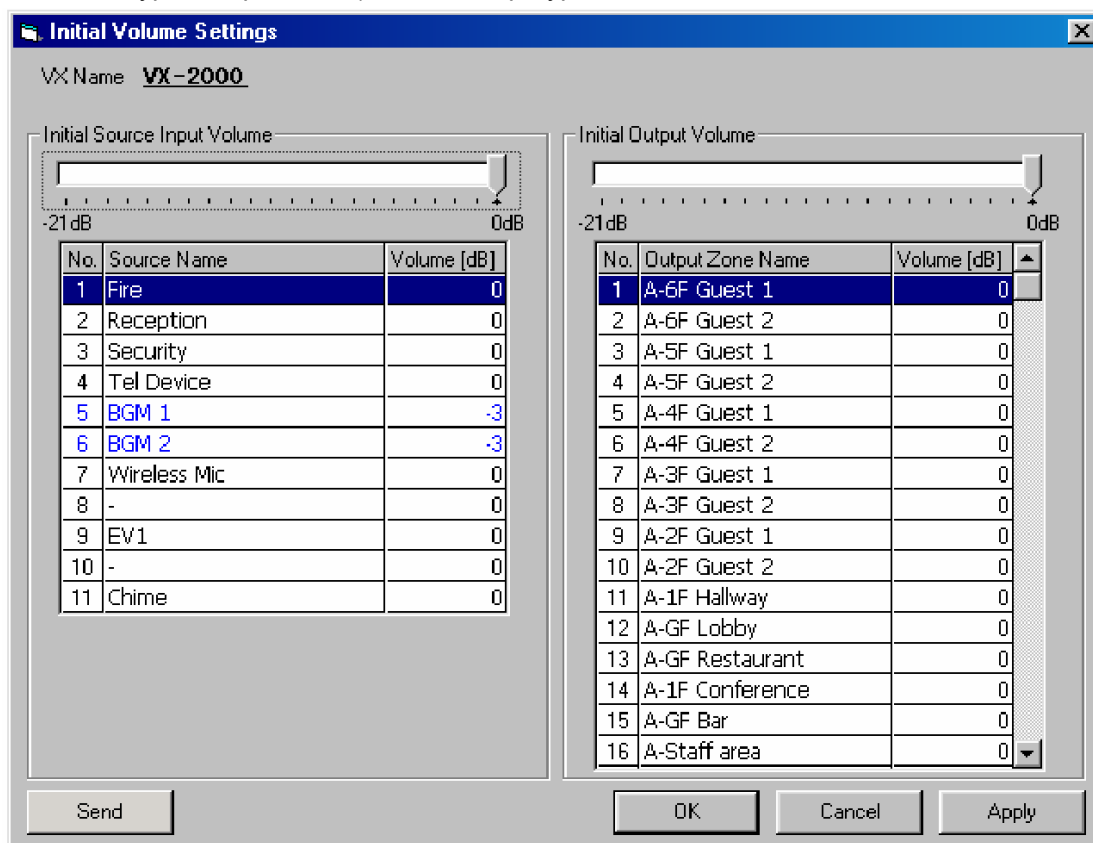 Initial Volume Settings
VX Name VX-2000
Initial Source Input Volume
-21dB 0dB
No. Source Name Volume [dB]
1 Fire 0
2 Reception 0
3 Security 0
4 Tel Device 0
5 BGM 1 -3
6 BGM 2 -3
7 Wireless Mic 0
8 - 0
9 EV1 0
10 - 0
11 Chime 0
Initial Output Volume
-21dB 0dB
No. Output Zone Name Volume [dB]
1 A-6F Guest 1 0
2 A-6F Guest 2 0
3 A-5F Guest 1 0
4 A-5F Guest 2 0
5 A-4F Guest 1 0
6 A-4F Guest 2 0
7 A-3F Guest 1 0
8 A-3F Guest 2 0
9 A-2F Guest 1 0
10 A-2F Guest 2 0
11 A-1F Hallway 0
12 A-GF Lobby 0
13 A-GF Restaurant 0
14 A-1F Conference 0
15 A-GF Bar 0
16 A-Staff area 0
Send OK Cancel Apply